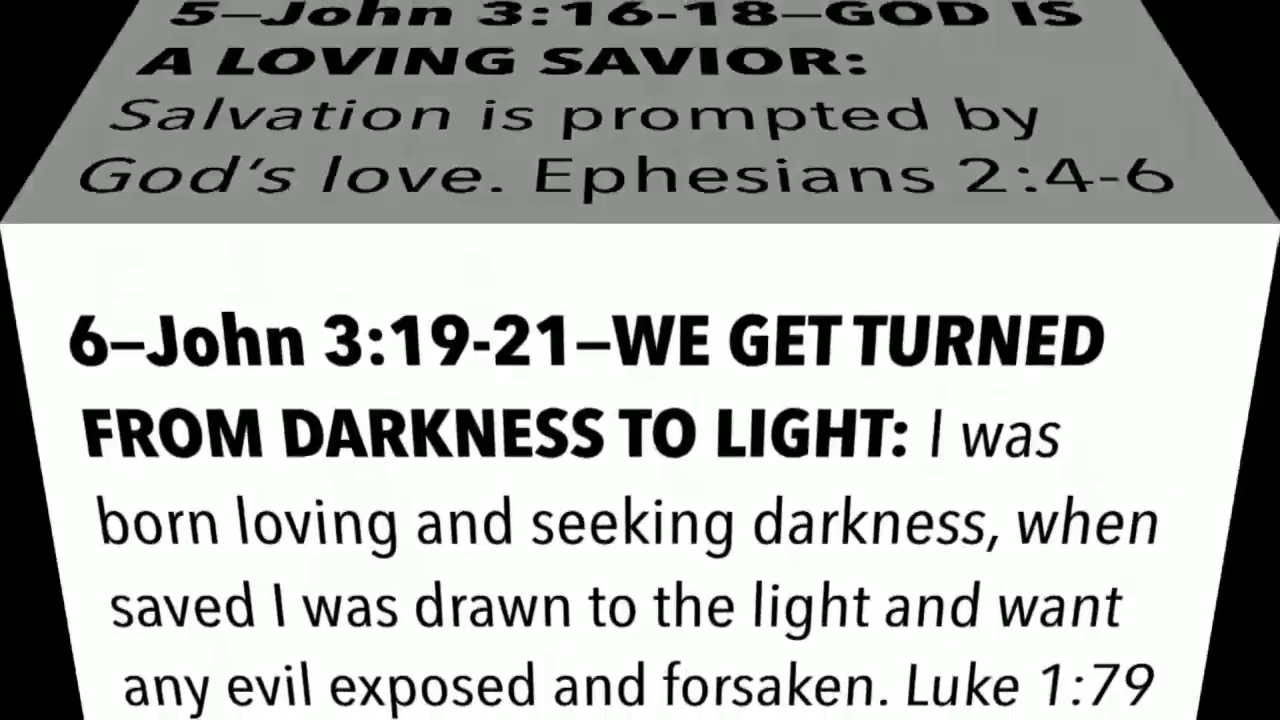 5–John 3:16-18–GOD IS
A LOVING SAVIOR:
Salvation is prompted by
God's love. Ephesians 2:4-6
6–John 3:19-21–WE GET TURNED
FROM DARKNESS TO LIGHT: I was
born loving and seeking darkness, when
saved I was drawn to the light and want
any evil exposed and forsaken. Luke 1:79